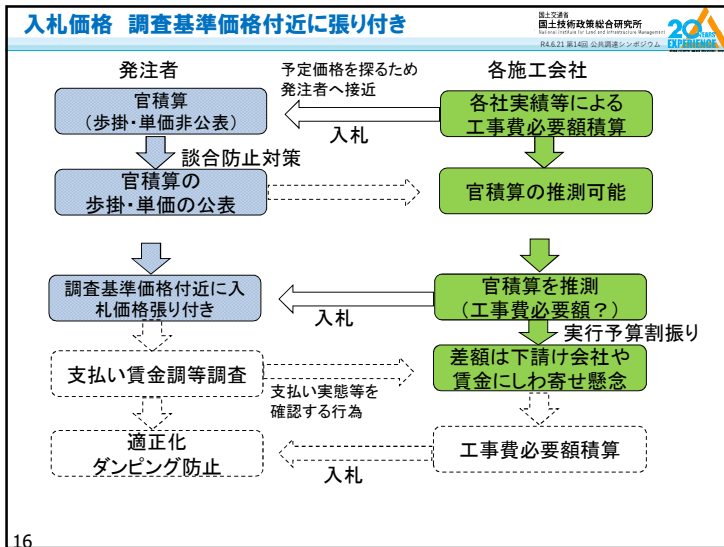 入札価格 調査基準価格付近に張り付き
国土交通省
国土技術政策総合研究所
National Institute for Land and Infrastructure Management
R4.6.21 第14回 公共調達シンポジウム
20 YEARS
EXPERIENCE
発注者
予定価格を探るため
発注者へ接近
各施工会社
官積算
(歩掛・単価非公表)
入札
各社実績等による
工事費必要額積算
談合防止対策
官積算の
歩掛・単価の公表
官積算の推測可能
調査基準価格付近に入
札価格張り付き
入札
官積算を推測
(工事費必要額?)
実行予算割振り
支払い賃金調等調査
支払い実態等を
確認する行為
差額は下請け会社や
賃金にしわ寄せ懸念
適正化
ダンピング防止
入札
工事費必要額積算
16